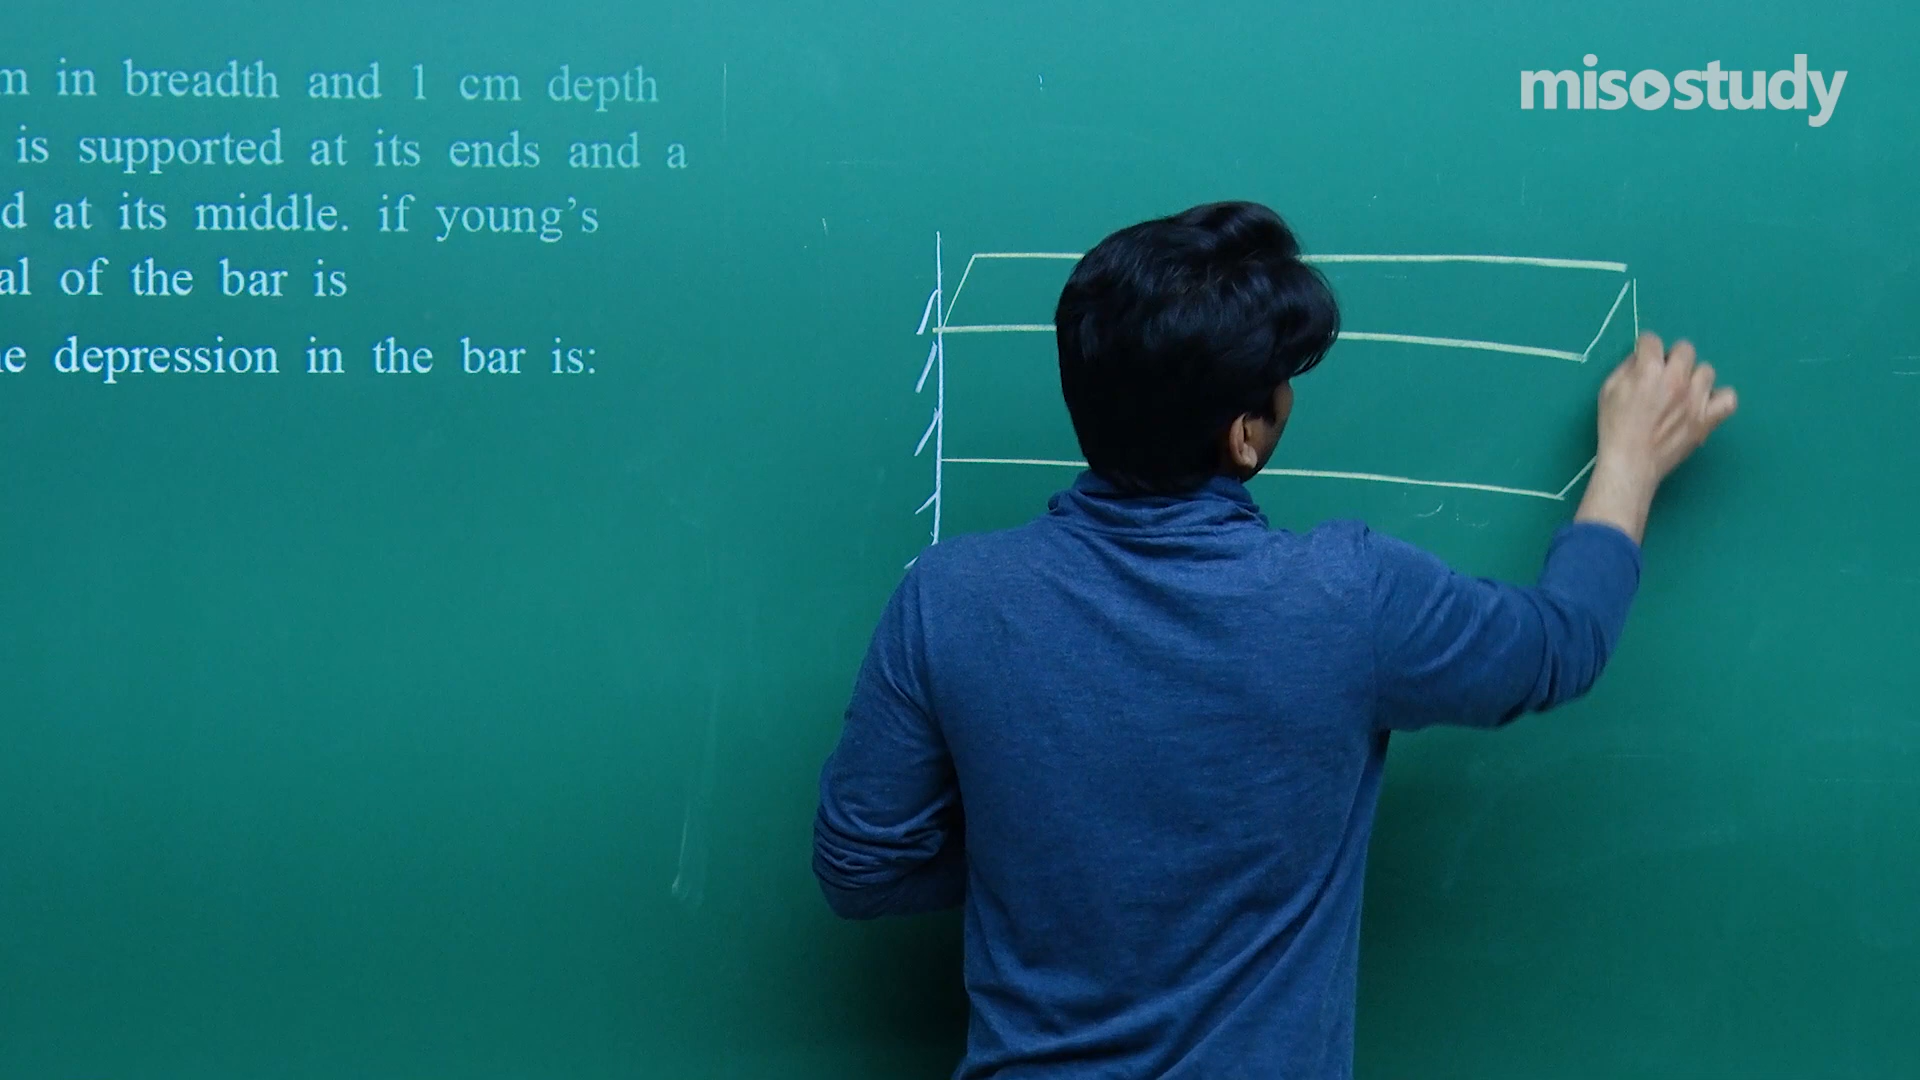 m in breadth and 1 cm depth
is supported at its ends and a
d at its middle. if young's
al of the bar is
e depression in the bar is:
misostudy